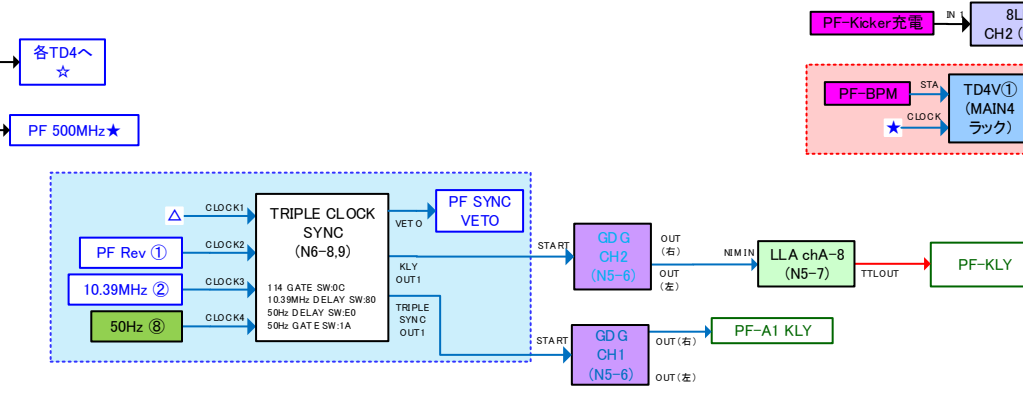 各TD4へ
☆
PF 500MHz★
PF-Kicker充電
IN 1
8L
CH2 (
PF-BPM
STA
CLOCK
★
TD4V①
(MAIN4
ラック)
△
CLOCK1
PF Rev ①
CLOCK2
10.39MHz ②
CLOCK3
50Hz ⑧
CLOCK4
TRIPLE CLOCK
SYNC
(N6-8,9)
114 GATE SW:0C
10.39MHz DELAY SW:80
50Hz DELAY SW:E0
50Hz GATE SW:1A
VETO
PF SYNC
VETO
KLY
OUT1
TRIPLE
SYNC
OUT1
START
GDG
CH2
(N5-6)
OUT
(右)
OUT
(左)
NIMIN
LLA chA-8
(N5-7)
TTLOUT
PF-KLY
START
GDG
CH1
(N5-6)
OUT(右)
OUT(左)
PF-A1 KLY